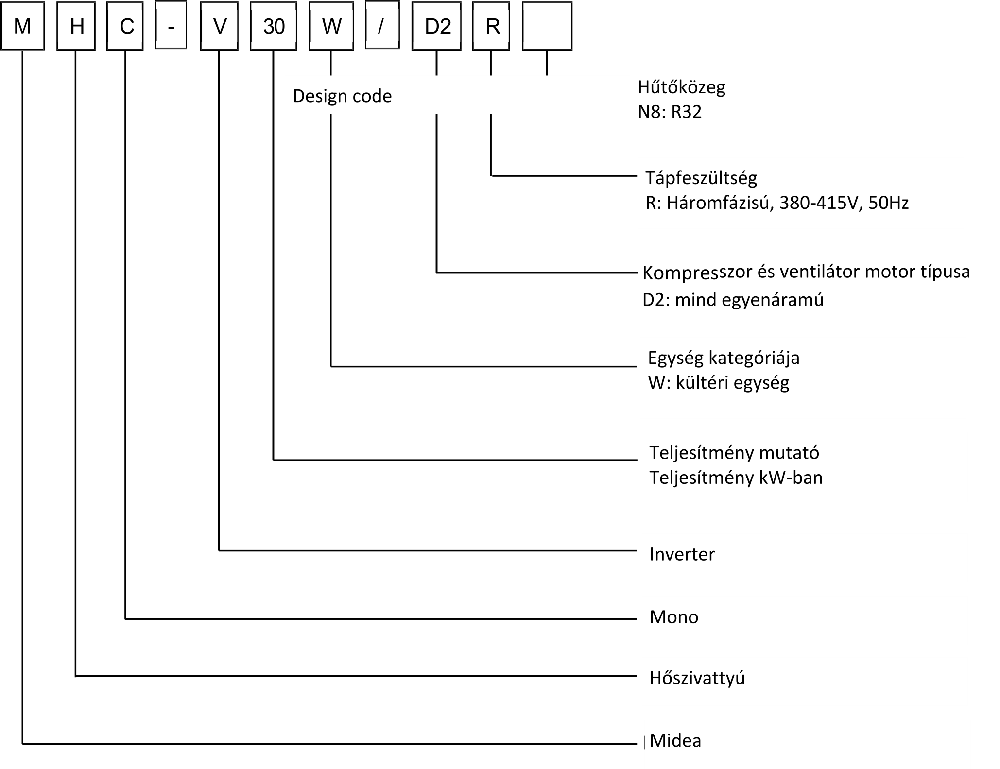 M H C - V 30 W / D2 R
Design code
Hűtőközeg
N8: R32
Tápfeszültség
R: Háromfázisú, 380-415V, 50Hz
Kompresszor és ventilátor motor típusa
D2: mind egyenáramú
Egység kategóriája
W: kültéri egység
Teljesítmény mutató
Teljesítmény kW-ban
Inverter
Mono
Hőszivattyú
Midea